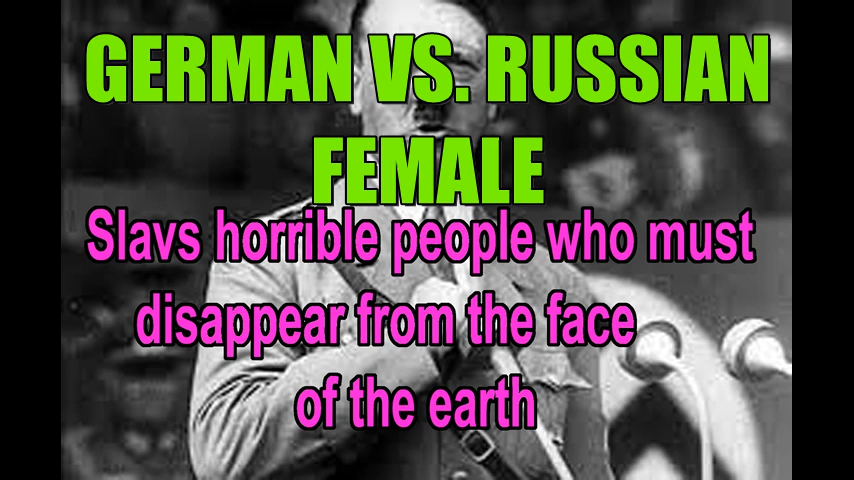 GERMAN VS. RUSSIAN
FEMALE
Slavs horrible people who must
disappear from the face
of the earth